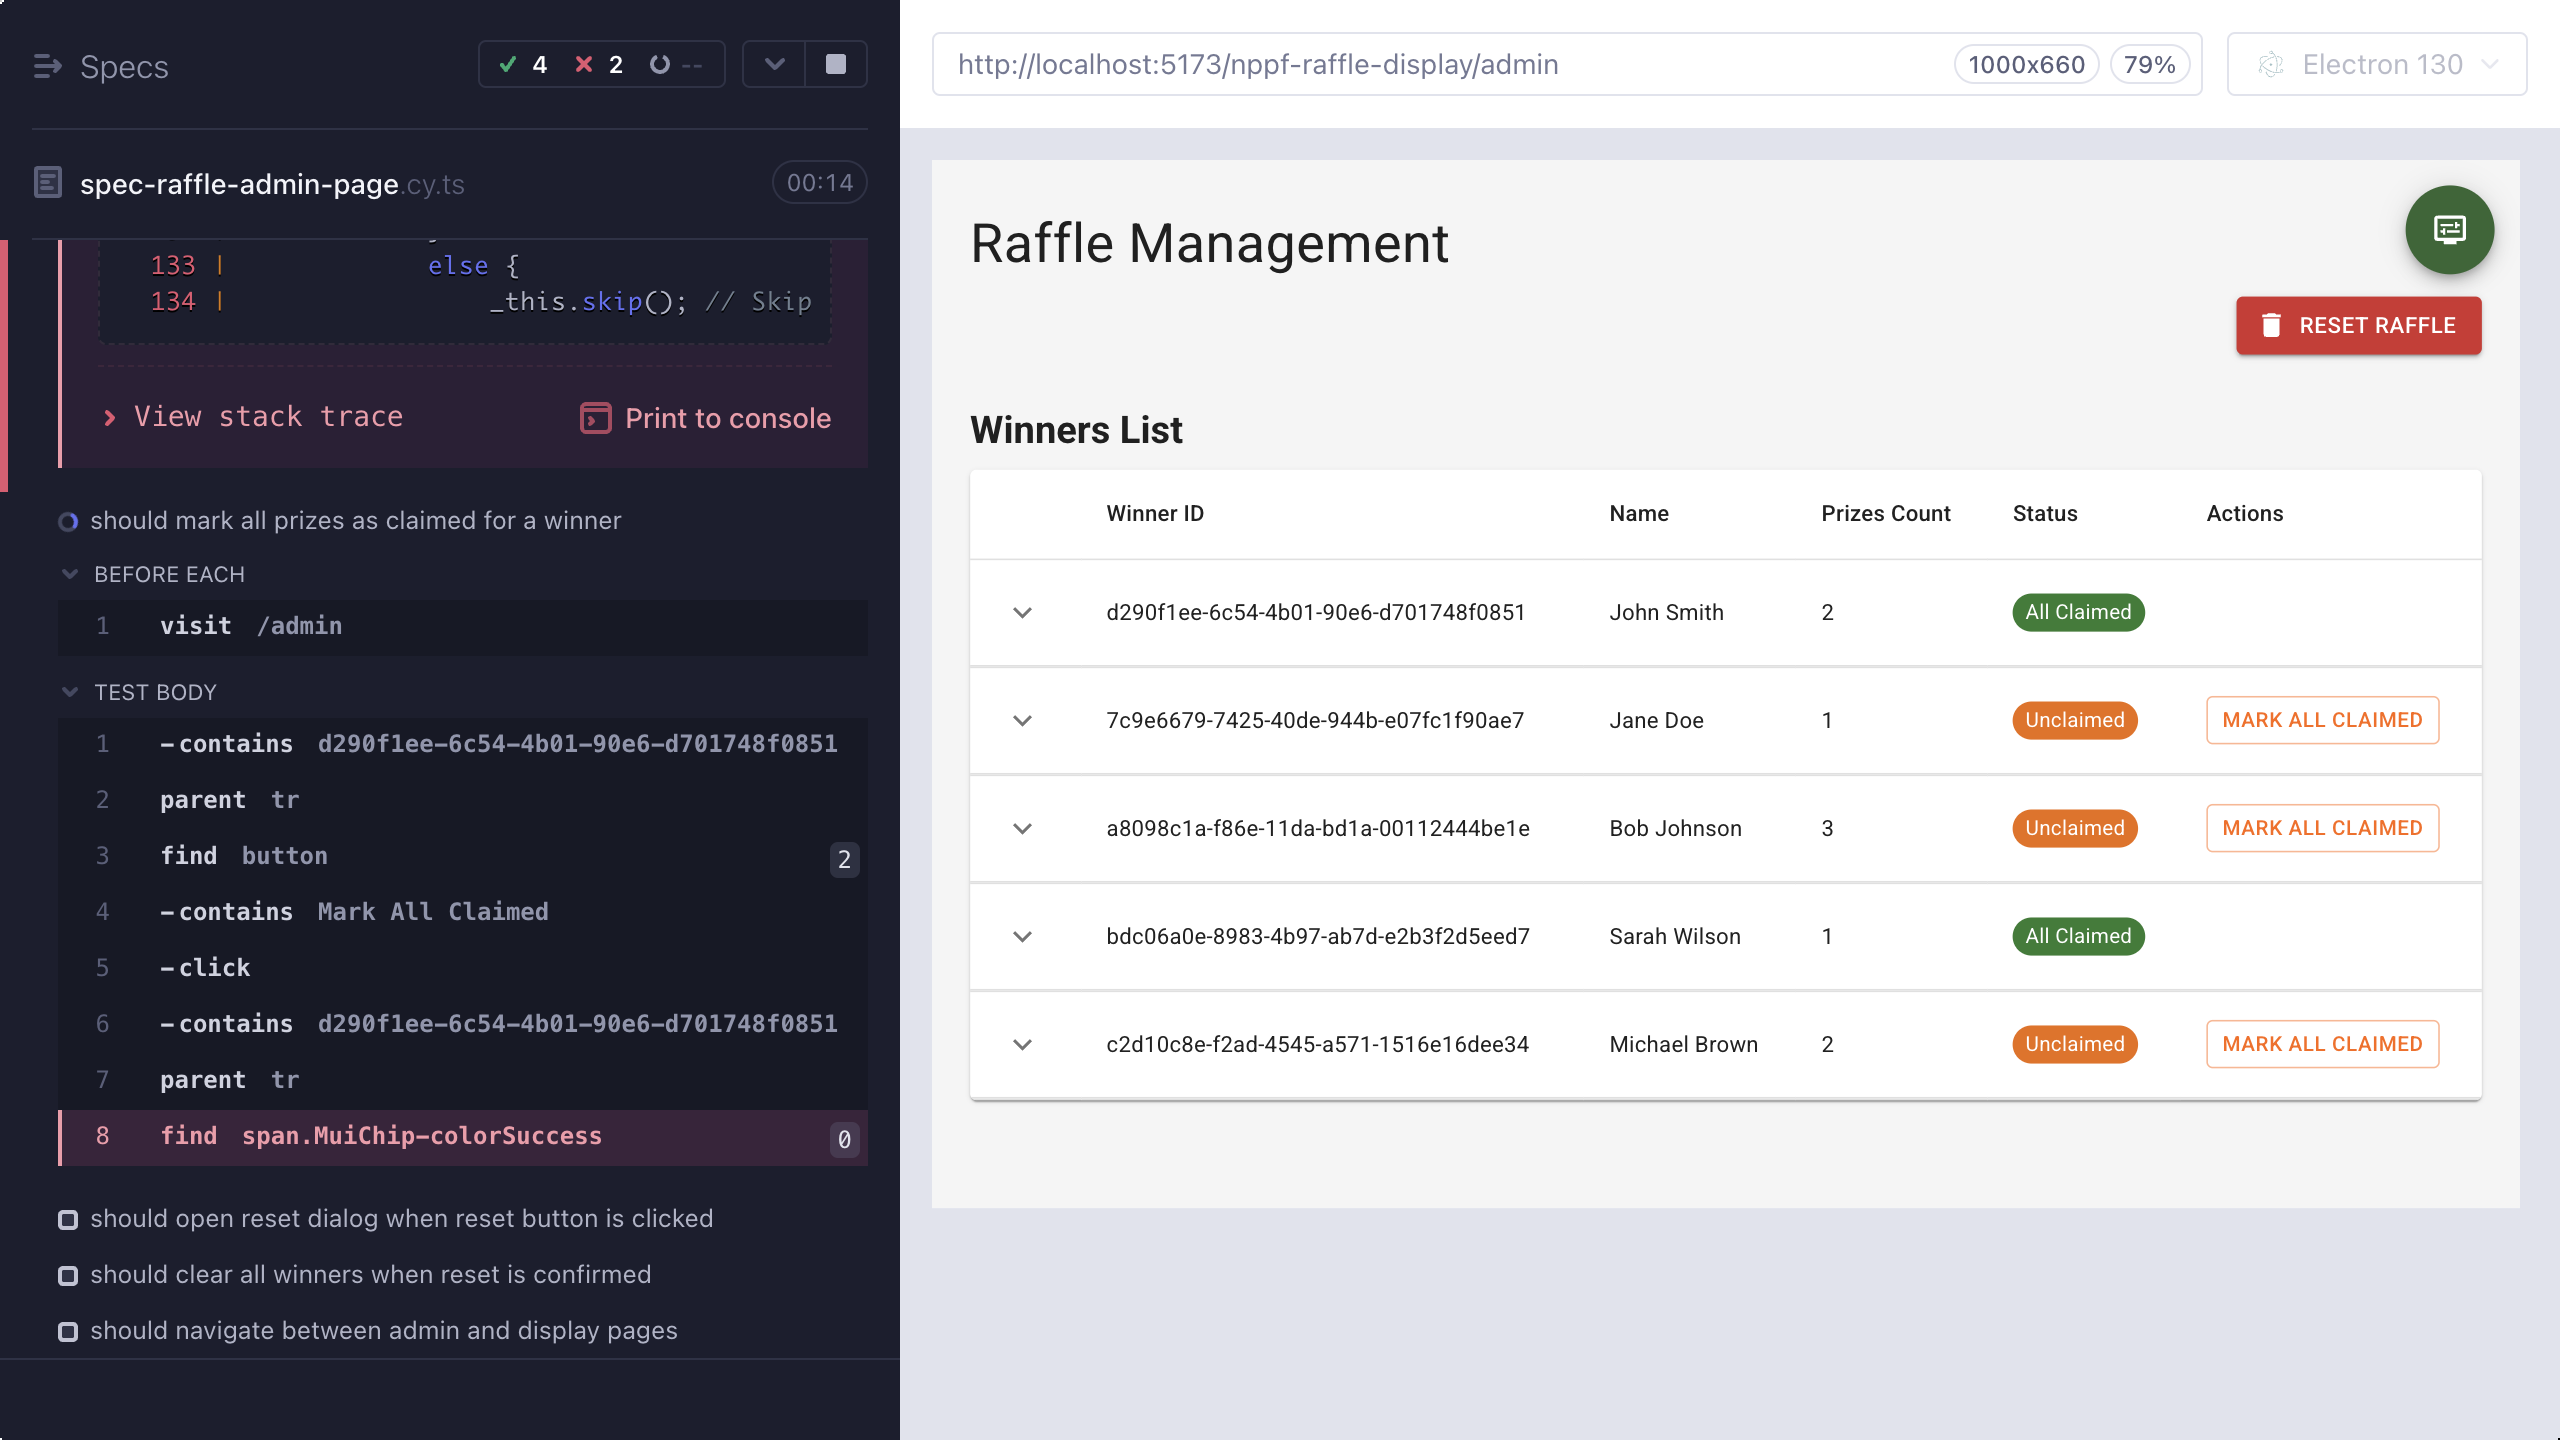 Specs
4 2 --
spec-raffle-admin-page.cy.ts
00:14
133 | else {
134 | _this.skip(); // Skip
View stack trace
Print to console
should mark all prizes as claimed for a winner
BEFORE EACH
1 visit /admin
TEST BODY
1 -contains d290f1ee-6c54-4b01-90e6-d701748f0851
2 parent tr
3 find button 2
4 -contains Mark All Claimed
5 -click
6 -contains d290f1ee-6c54-4b01-90e6-d701748f0851
7 parent tr
8 find span.MuiChip-colorSuccess 0
should open reset dialog when reset button is clicked
should clear all winners when reset is confirmed
should navigate between admin and display pages
http://localhost:5173/nppf-raffle-display/admin
1000x660
79%
Electron 130
Raffle Management
RESET RAFFLE
Winners List
Winner ID Name Prizes Count Status Actions
d290f1ee-6c54-4b01-90e6-d701748f0851 John Smith 2 All Claimed
7c9e6679-7425-40de-944b-e07fc1f90ae7 Jane Doe 1 Unclaimed MARK ALL CLAIMED
a8098c1a-f86e-11da-bd1a-00112444be1e Bob Johnson 3 Unclaimed MARK ALL CLAIMED
bdc06a0e-8983-4b97-ab7d-e2b3f2d5eed7 Sarah Wilson 1 All Claimed
c2d10c8e-f2ad-4545-a571-1516e16dee34 Michael Brown 2 Unclaimed MARK ALL CLAIMED